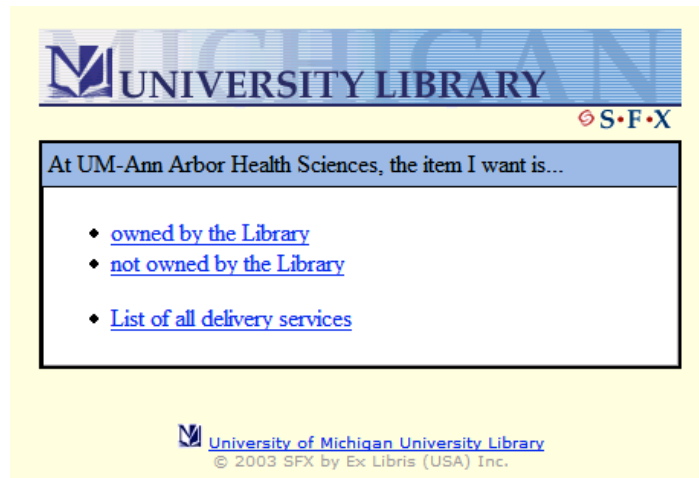 MICHIGAN
UNIVERSITY LIBRARY
S•F•X
At UM-Ann Arbor Health Sciences, the item I want is...
• owned by the Library
• not owned by the Library
• List of all delivery services
University of Michigan University Library
© 2003 SFX by Ex Libris (USA) Inc.